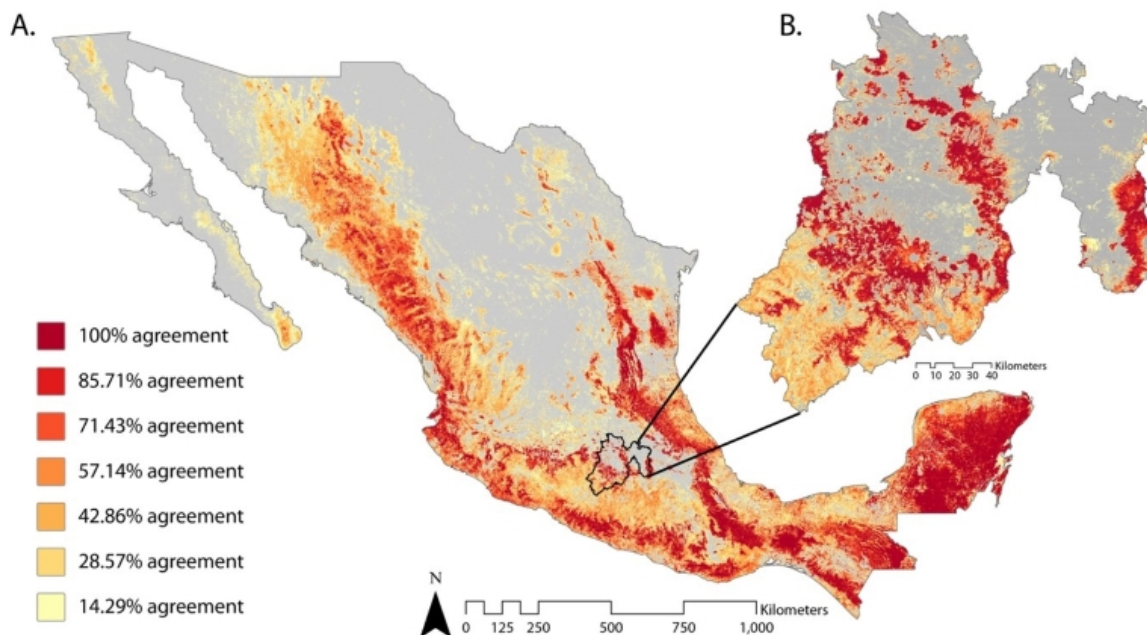 A.
B.
100% agreement
85.71% agreement
71.43% agreement
57.14% agreement
42.86% agreement
28.57% agreement
14.29% agreement
Kilometers
0 10 20 30 40
N
Kilometers
0 125 250 500 750 1,000